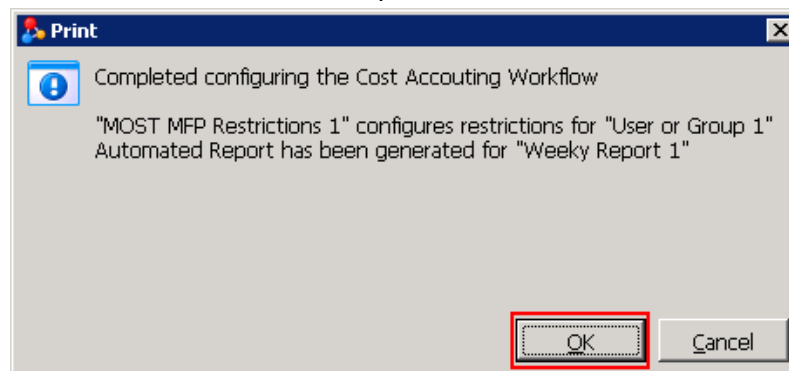 Print
Completed configuring the Cost Accouting Workflow
"MOST MFP Restrictions 1" configures restrictions for "User or Group 1"
Automated Report has been generated for "Weeky Report 1"
OK
Cancel